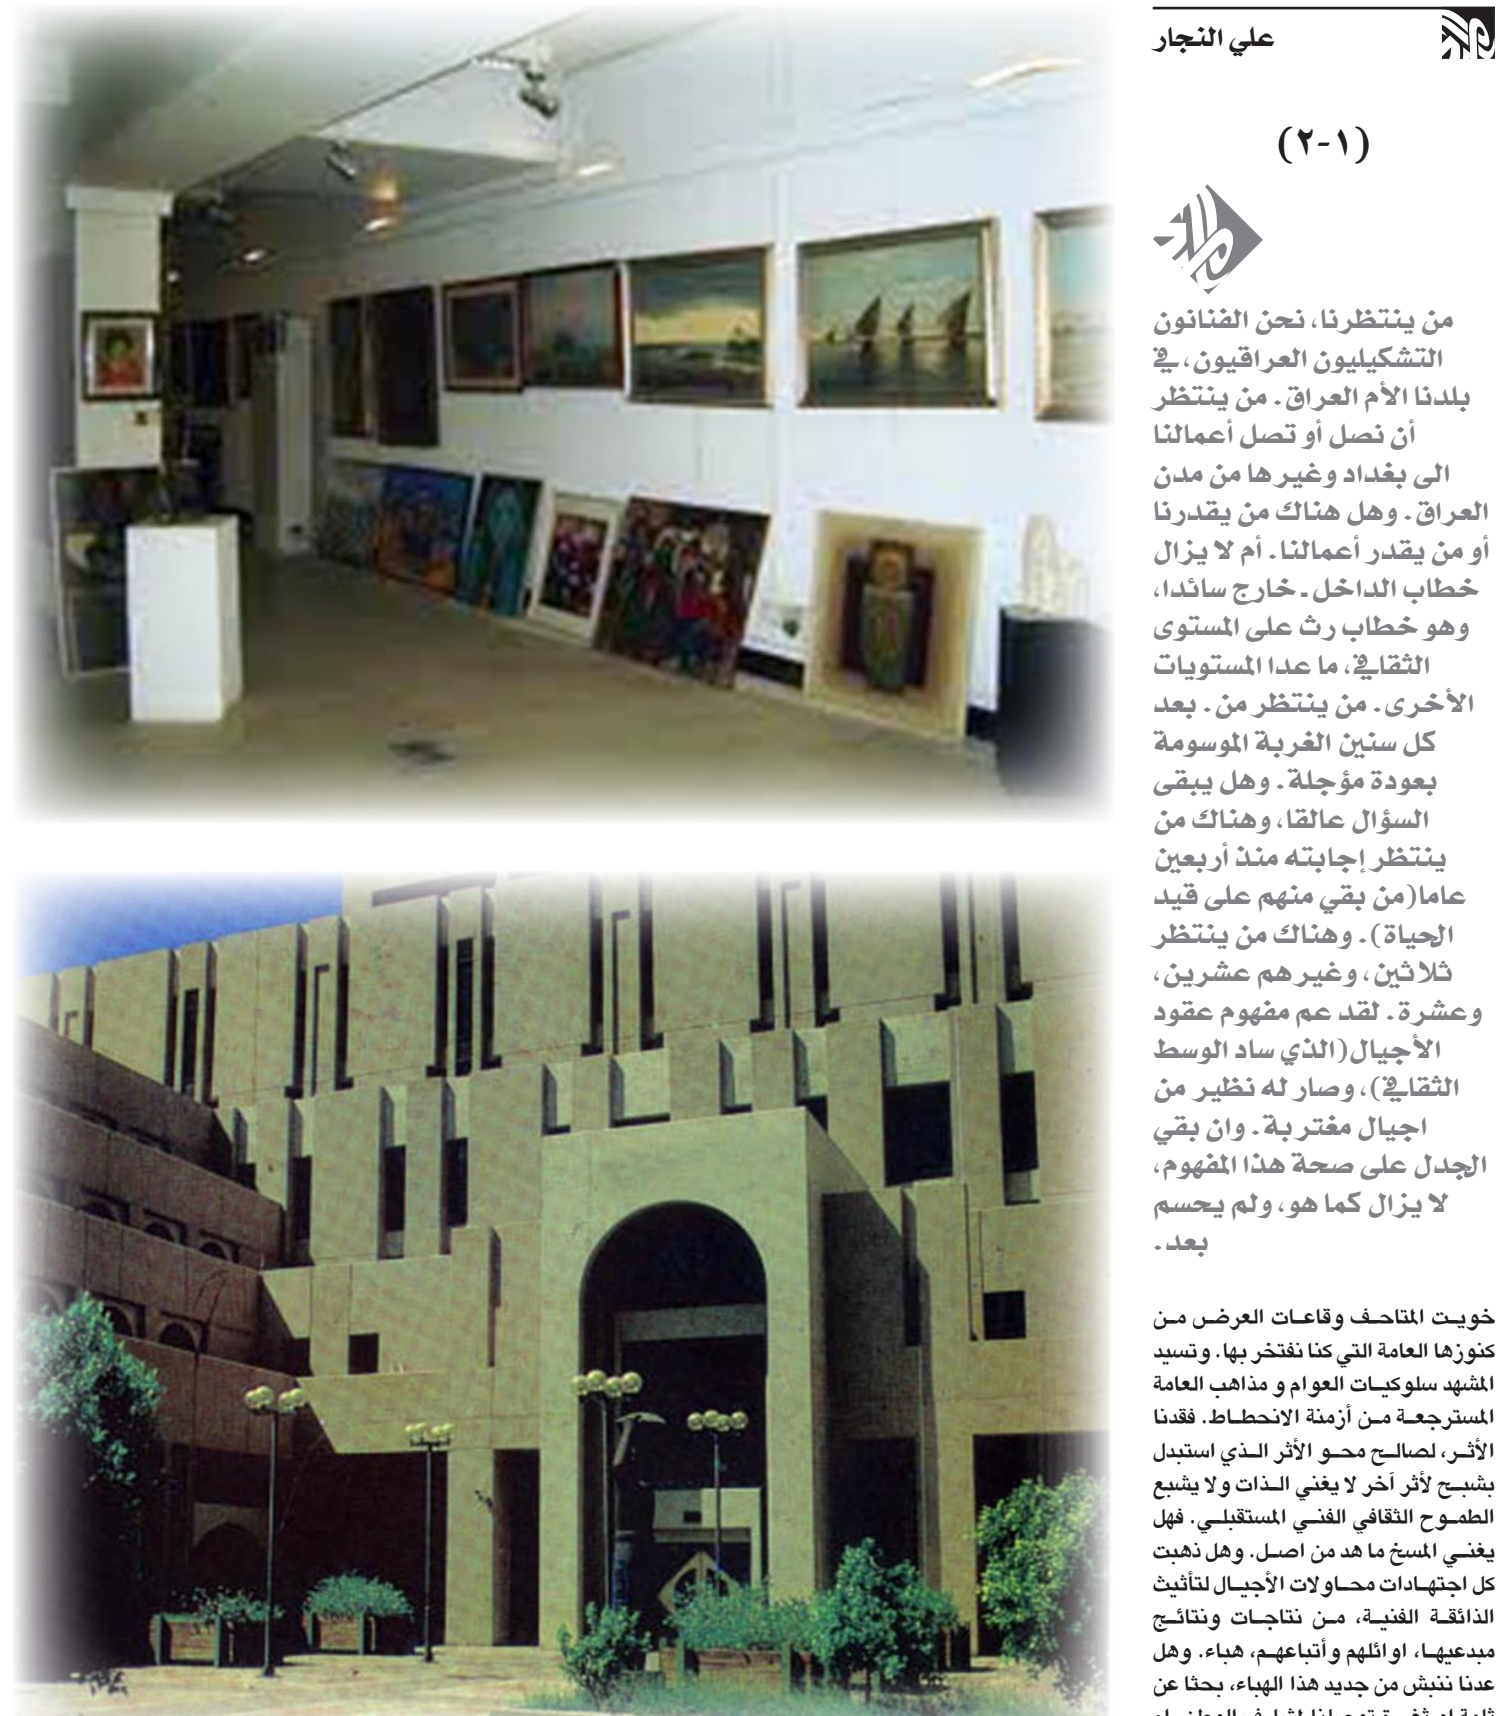 علي النجار
(١-٢)
من ينتظرنا، نحن الفنانون
التشكيليون العراقيون، في
بلدنا الأم العراق. من ينتظر
أن نصل أو تصل أعمالنا
الى بغداد وغيرها من مدن
العراق. وهل هناك من يقدرنا
أو من يقدر أعمالنا. أم لا يزال
خطاب الداخل ـ خارج سائدا،
وهو خطاب رث على المستوى
الثقافي، ما عدا المستويات
الأخرى. من ينتظر من. بعد
كل سنين الغربة الموسومة
بعودة مؤجلة. وهل يبقى
السؤال عالقا، وهناك من
ينتظر إجابته منذ أربعين
عاما(من بقي منهم على قيد
الحياة). وهناك من ينتظر
ثلاثين، وغيرهم عشرين،
وعشرة. لقد عم مفهوم عقود
الأجيال(الذي ساد الوسط
الثقافي)، وصار له نظير من
اجيال مغتربة. وان بقي
الجدل على صحة هذا المفهوم،
لا يزال كما هو، ولم يحسم
بعد.
خويت المتاحف وقاعات العرض من
كنوزها العامة التي كنا نفتخر بها. وتسيد
المشهد سلوكيات العوام و مذاهب العامة
المسترجعة من أزمنة الانحطاط. فقدنا
الأثر، لصالح محو الأثر الذي استبدل
بشبح لأثر آخر لا يغني الذات ولا يشبع
الطموح الثقافي الفني المستقبلي. فهل
يغني المسخ ما هد من اصل. وهل ذهبت
كل اجتهادات محاولات الأجيال لتأثيث
الذائقة الفنية، من نتاجات ونتائج
مبدعيها، اوائلهم وأتباعهم، هباء. وهل
عدنا ننبش من جديد هذا الهباء، بحثا عن